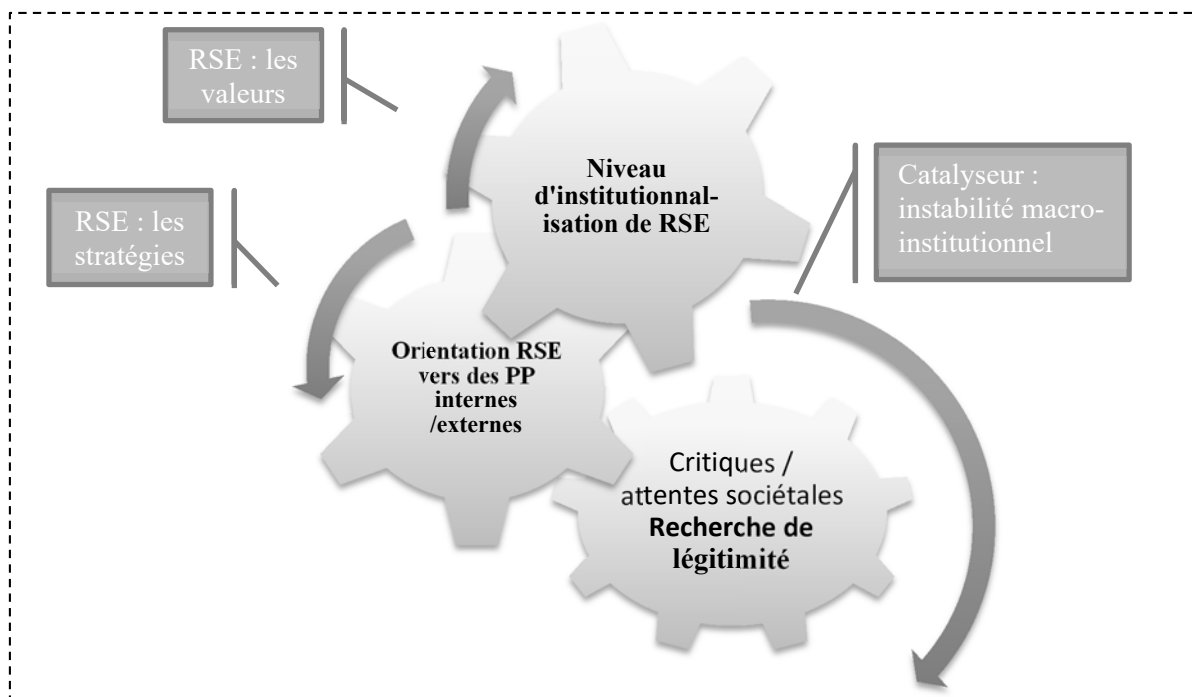 RSE : les
valeurs
RSE : les
stratégies
Niveau
d'institutionnal-
isation de RSE
Catalyseur :
instabilité macro-
institutionnel
Orientation RSE
vers des PP
internes
/externes
Critiques /
attentes sociétales
Recherche de
légitimité